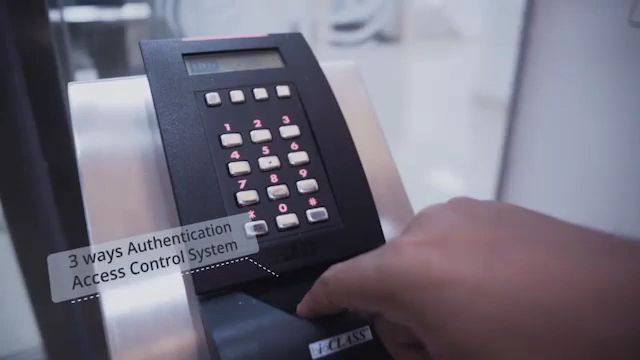 1 2 3
4 5 6
7 8 9
* 0 #
3 ways Authentication
Access Control System
iCLASS